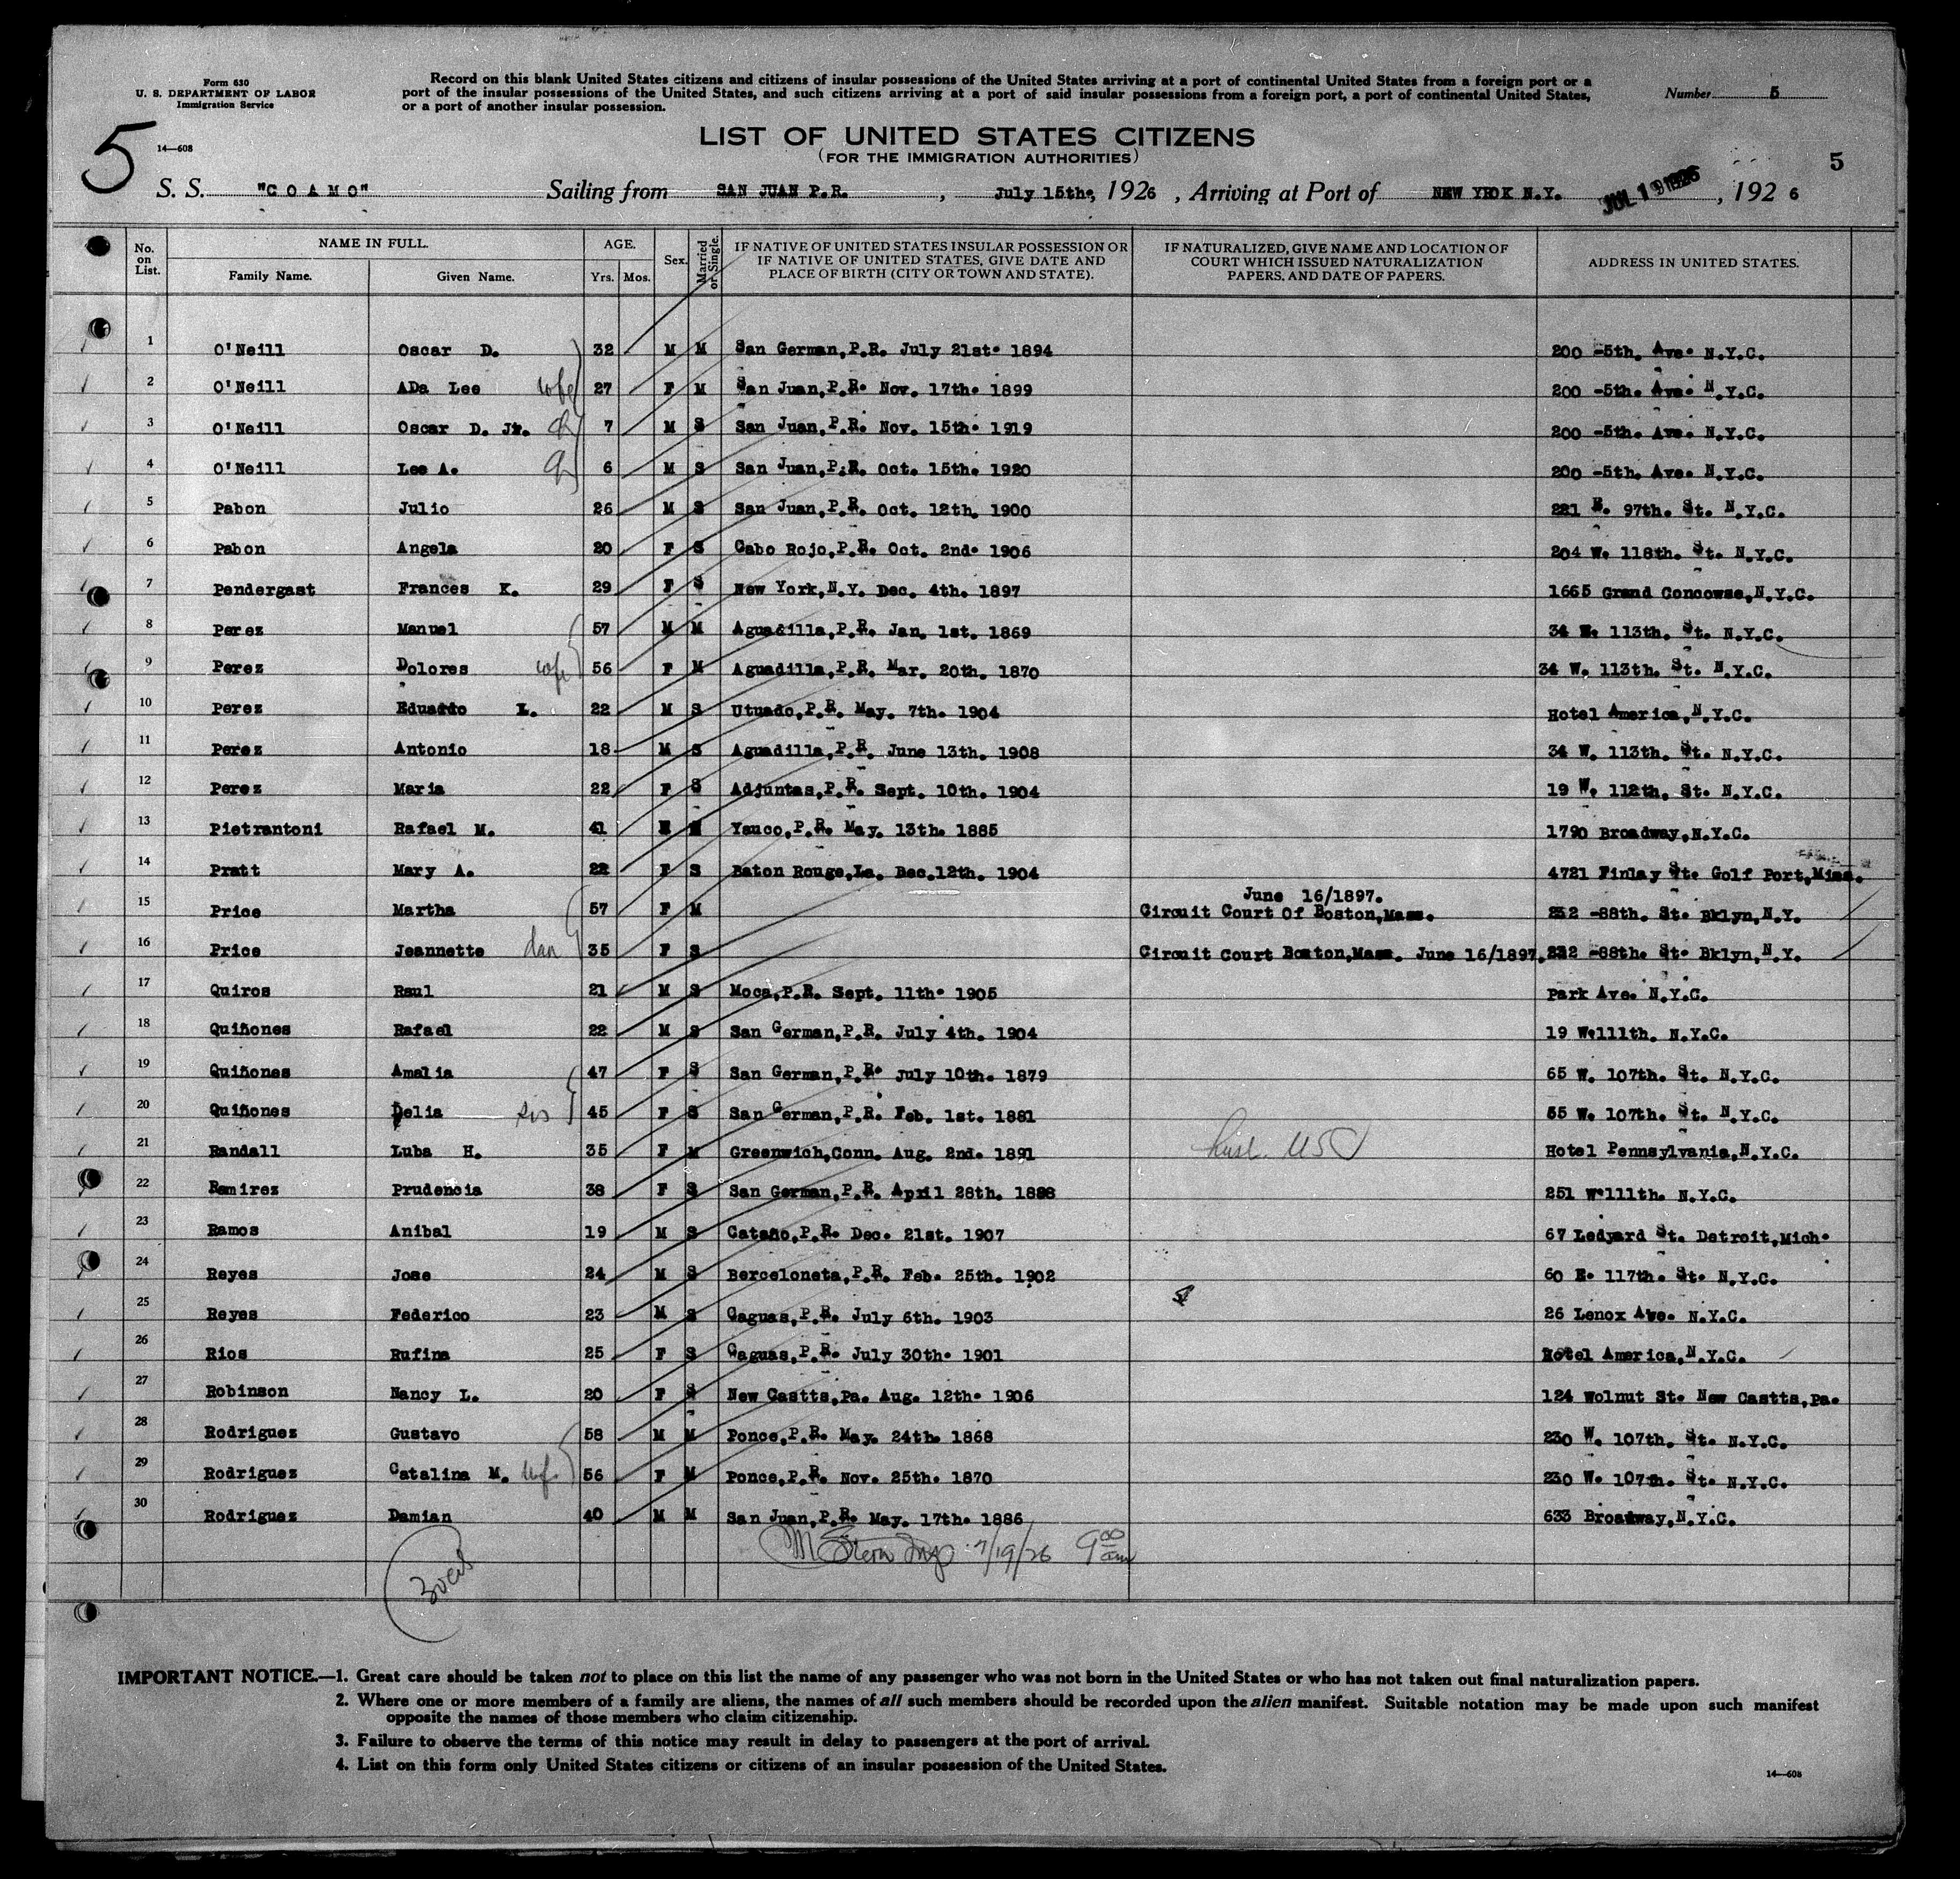 Form 630
U. S. DEPARTMENT OF LABOR
Immigration Service
14—608
Record on this blank United States citizens and citizens of insular possessions of the United States arriving at a port of continental United States from a foreign port or a
port of the insular possessions of the United States, and such citizens arriving at a port of said insular possessions from a foreign port, a port of continental United States,
or a port of another insular possession.
Number 5
5
LIST OF UNITED STATES CITIZENS
(FOR THE IMMIGRATION AUTHORITIES)
5
S. S. "COAMO" Sailing from SAN JUAN P.R. , July 15th, 1926 , Arriving at Port of NEW YROK N.Y. JUL 19 1926 , 192 6
No. on List. NAME IN FULL. AGE. Sex. Married or Single. IF NATIVE OF UNITED STATES INSULAR POSSESSION OR IF NATIVE OF UNITED STATES, GIVE DATE AND PLACE OF BIRTH (CITY OR TOWN AND STATE). IF NATURALIZED, GIVE NAME AND LOCATION OF COURT WHICH ISSUED NATURALIZATION PAPERS, AND DATE OF PAPERS. ADDRESS IN UNITED STATES.
Family Name. Given Name. Yrs. Mos.
1 O'Neill Oscar D. 32 M M San German,P.R. July 21st. 1894 200 -5th. Ave. N.Y.C.
2 O'Neill ADa Lee wife 27 F M San Juan,P.R. Nov. 17th. 1899 200 -5th. Ave. N.Y.C.
3 O'Neill Oscar D. Jr. ch 7 M S San Juan,P.R. Nov. 15th. 1919 200 -5th. Ave. N.Y.C.
4 O'Neill Lee A. ch 6 M S San Juan,P.R. Oct. 15th. 1920 200 -5th. Ave. N.Y.C.
5 Pabon Julio 26 M S San Juan,P.R. Oct. 12th. 1900 221 E. 97th. St. N.Y.C.
6 Pabon Angela 20 F S Cabo Rojo,P.R. Oct. 2nd. 1906 204 W. 118th. St. N.Y.C.
7 Pendergast Frances K. 29 F S New York,N.Y. Dec. 4th. 1897 1665 Grand Concowse,N.Y.C.
8 Perez Manuel 57 M M Aguadilla,P.R. Jan. 1st. 1869 34 W. 113th. St. N.Y.C.
9 Perez Dolores wife 56 F M Aguadilla,P.R. Mar. 20th. 1870 34 W. 113th. St. N.Y.C.
10 Perez Eduardo L. 22 M S Utuado,P.R. May. 7th. 1904 Hotel America,N.Y.C.
11 Perez Antonio 18 M S Aguadilla,P.R. June 13th. 1908 34 W. 113th. St. N.Y.C.
12 Perez Maria 22 F S Adjuntas,P.R. Sept. 10th. 1904 19 W. 112th. St. N.Y.C.
13 Pietrantoni Rafael M. 41 M M Yauco,P.R. May. 13th. 1885 1790 Broadway,N.Y.C.
14 Pratt Mary A. 22 F S Baton Rouge,La. Dec.12th. 1904 4721 Finlay St. Golf Port,Miss.
15 Price Martha 57 F M June 16/1897. Circuit Court Of Boston,Mass. 232 -88th. St. Bklyn,N.Y.
16 Price Jeannette dau 35 F S Circuit Court Boston,Mass. June 16/1897. 232 -88th. St. Bklyn,N.Y.
17 Quiros Raul 21 M S Moca,P.R. Sept. 11th. 1905 Park Ave. N.Y.C.
18 Quiñones Rafael 22 M S San German,P.R. July 4th. 1904 19 W.111th. N.Y.C.
19 Quiñones Amalia 47 F S San German,P.R. July 10th. 1879 65 W. 107th. St. N.Y.C.
20 Quiñones Delia sis 45 F S San German,P.R. Feb. 1st. 1881 55 W. 107th. St. N.Y.C.
21 Randall Luba H. 35 F M Greenwich,Conn. Aug. 2nd. 1891 husb. USC Hotel Pennsylvania,N.Y.C.
22 Ramirez Prudencia 38 F S San German,P.R. April 28th. 1888 251 W.111th. N.Y.C.
23 Ramos Anibal 19 M S Cataño,P.R. Dec. 21st. 1907 67 Ledyard St. Detroit,Mich.
24 Reyes Jose 24 M S Berceloneta,P.R. Feb. 25th. 1902 60 E. 117th. St. N.Y.C.
25 Reyes Federico 23 M S Caguas,P.R. July 6th. 1903 26 Lenox Ave. N.Y.C.
26 Rios Rufina 25 F S Caguas,P.R. July 30th. 1901 Hotel America,N.Y.C.
27 Robinson Nancy L. 20 F S New Castts,Pa. Aug. 12th. 1906 124 Wolnut St. New Castts,Pa.
28 Rodriguez Gustavo 58 M M Ponce,P.R. May. 24th. 1868 230 W. 107th. St. N.Y.C.
29 Rodriguez Catalina M. wf. 56 F M Ponce,P.R. Nov. 25th. 1870 230 W. 107th. St. N.Y.C.
30 Rodriguez Damian 40 M M San Juan,P.R. May. 17th. 1886 633 Broadway,N.Y.C.
M Stern Insp 7/19/26 9 00 am
IMPORTANT NOTICE.—1. Great care should be taken not to place on this list the name of any passenger who was not born in the United States or who has not taken out final naturalization papers.
2. Where one or more members of a family are aliens, the names of all such members should be recorded upon the alien manifest. Suitable notation may be made upon such manifest
opposite the names of those members who claim citizenship.
3. Failure to observe the terms of this notice may result in delay to passengers at the port of arrival.
4. List on this form only United States citizens or citizens of an insular possession of the United States.
14—608